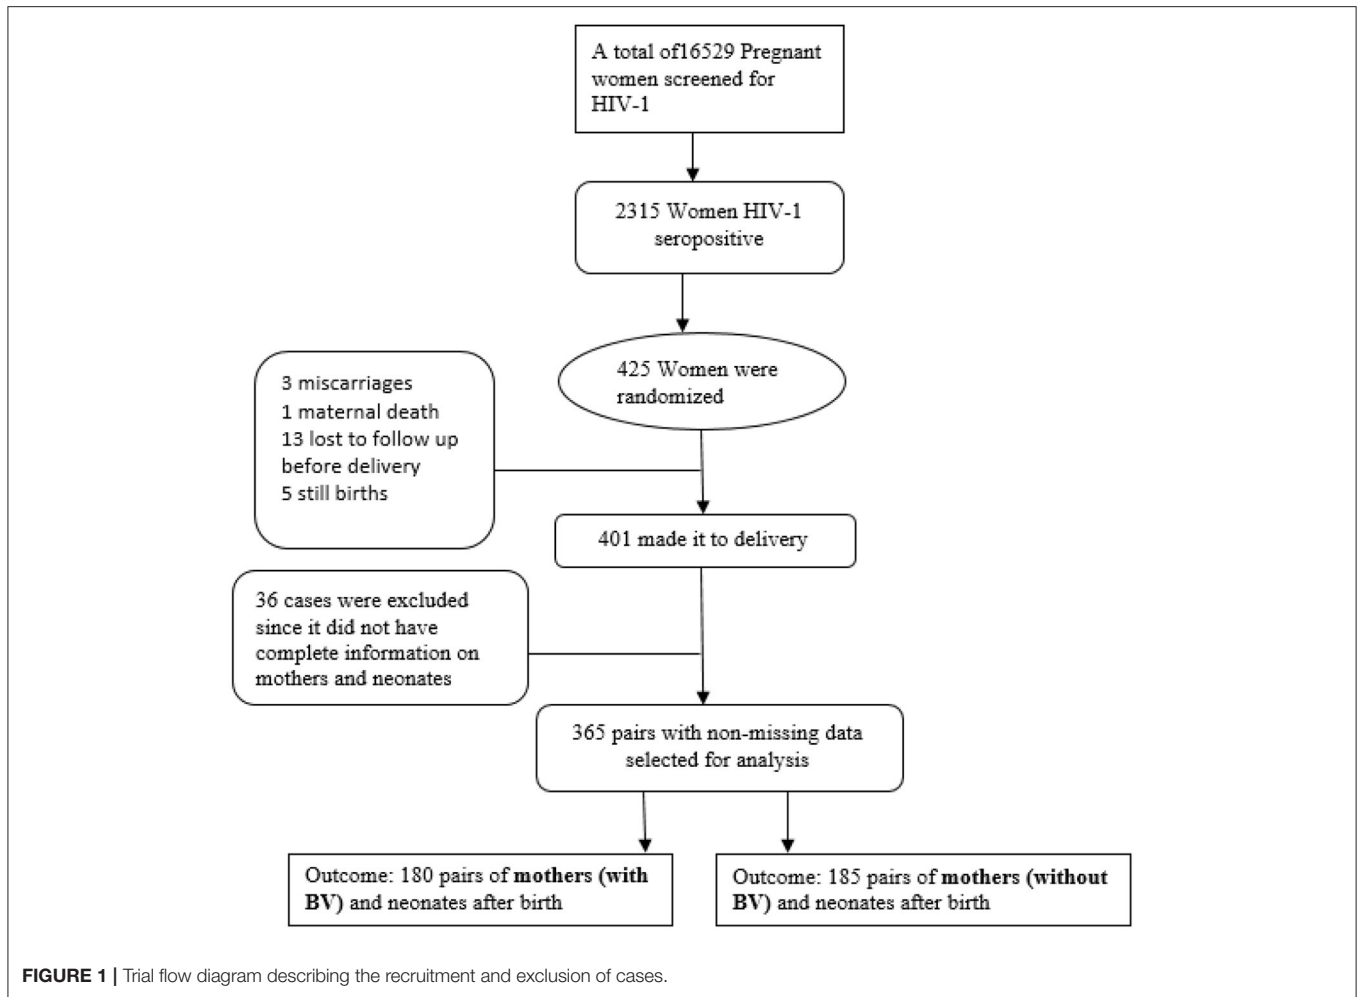 A total of16529 Pregnant
women screened for
HIV-1
2315 Women HIV-1
seropositive
425 Women were
randomized
3 miscarriages
1 maternal death
13 lost to follow up
before delivery
5 still births
401 made it to delivery
36 cases were excluded
since it did not have
complete information on
mothers and neonates
365 pairs with non-missing data
selected for analysis
Outcome: 180 pairs of mothers (with
BV) and neonates after birth
Outcome: 185 pairs of mothers (without
BV) and neonates after birth
FIGURE 1 | Trial flow diagram describing the recruitment and exclusion of cases.